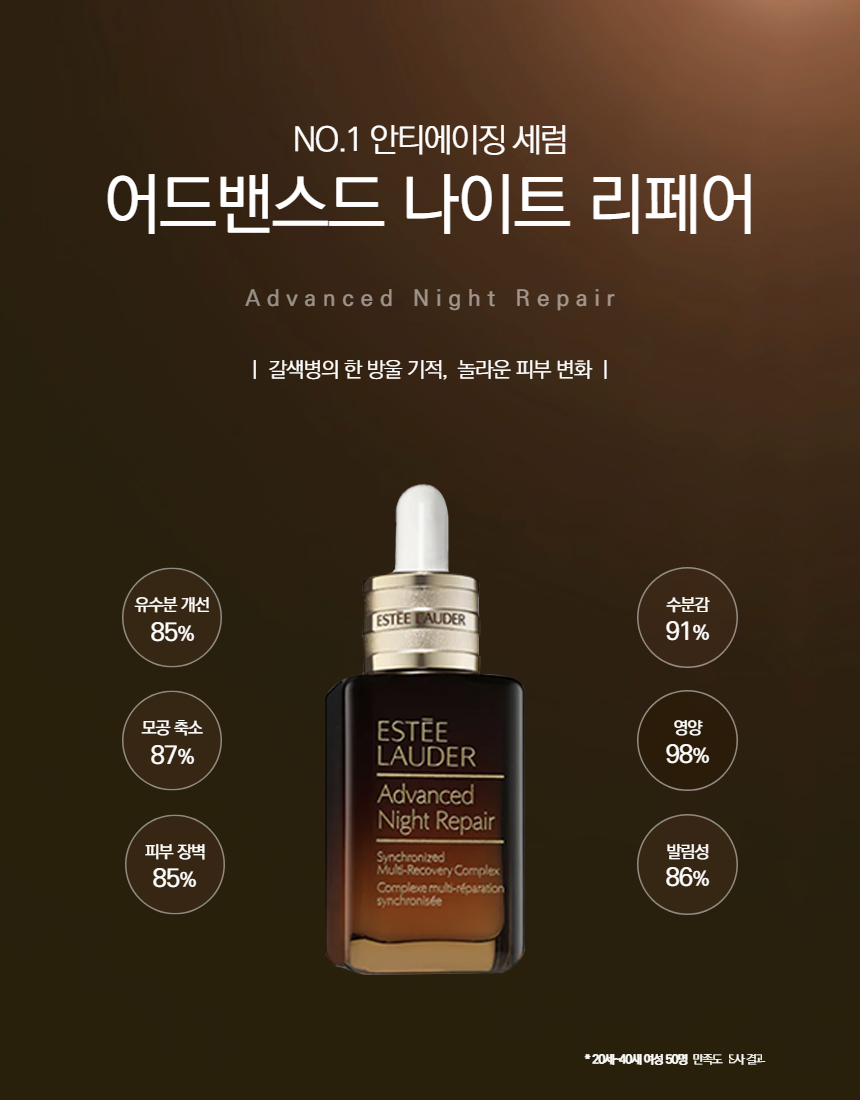 NO.1 안티에이징 세럼
어드밴스드 나이트 리페어
Advanced Night Repair
| 갈색병의 한 방울 기적, 놀라운 피부 변화 |
유수분 개선
85%
모공 축소
87%
피부 장벽
85%
ESTĒE LAUDER
ESTĒE
LAUDER
Advanced
Night Repair
Synchronized
Multi-Recovery Complex
Complexe multi-réparation
synchronisée
수분감
91%
영양
98%
발림성
86%
* 20세~40세 여성 50명 만족도